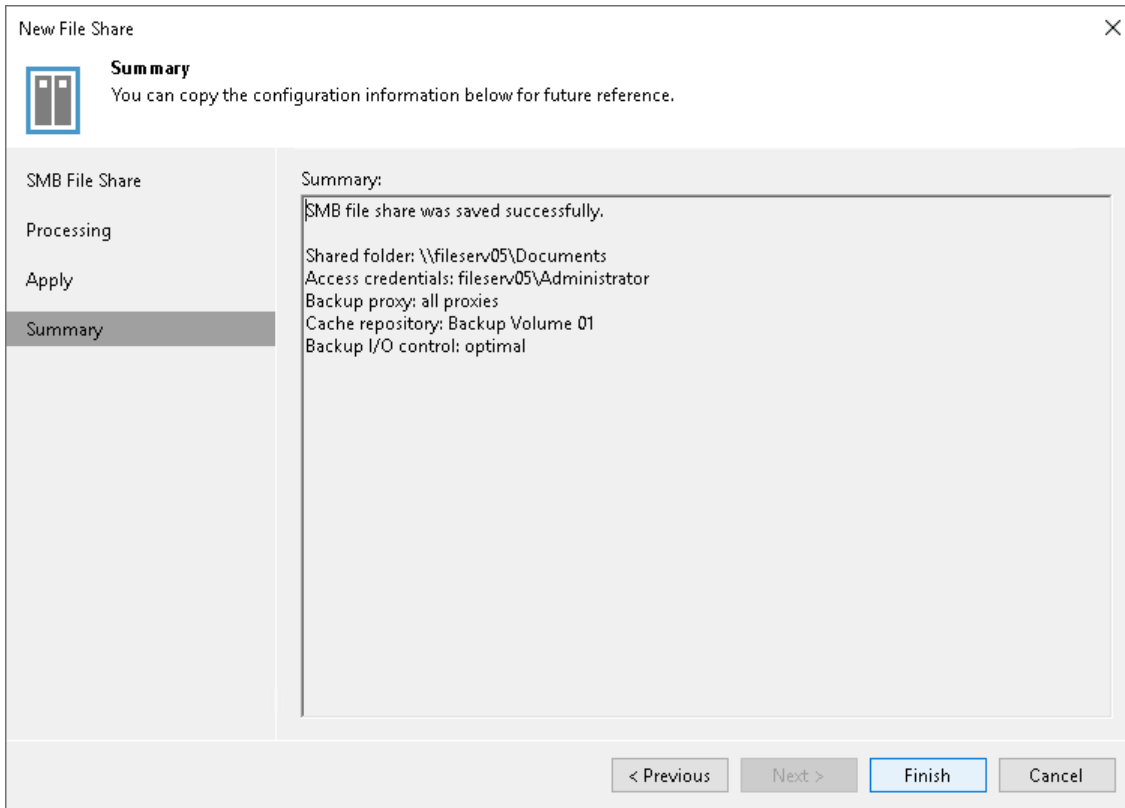 New File Share
Summary
You can copy the configuration information below for future reference.
SMB File Share
Processing
Apply
Summary
Summary:
SMB file share was saved successfully.
Shared folder: \\fileserv05\Documents
Access credentials: fileserv05\Administrator
Backup proxy: all proxies
Cache repository: Backup Volume 01
Backup I/O control: optimal
< Previous
Next >
Finish
Cancel